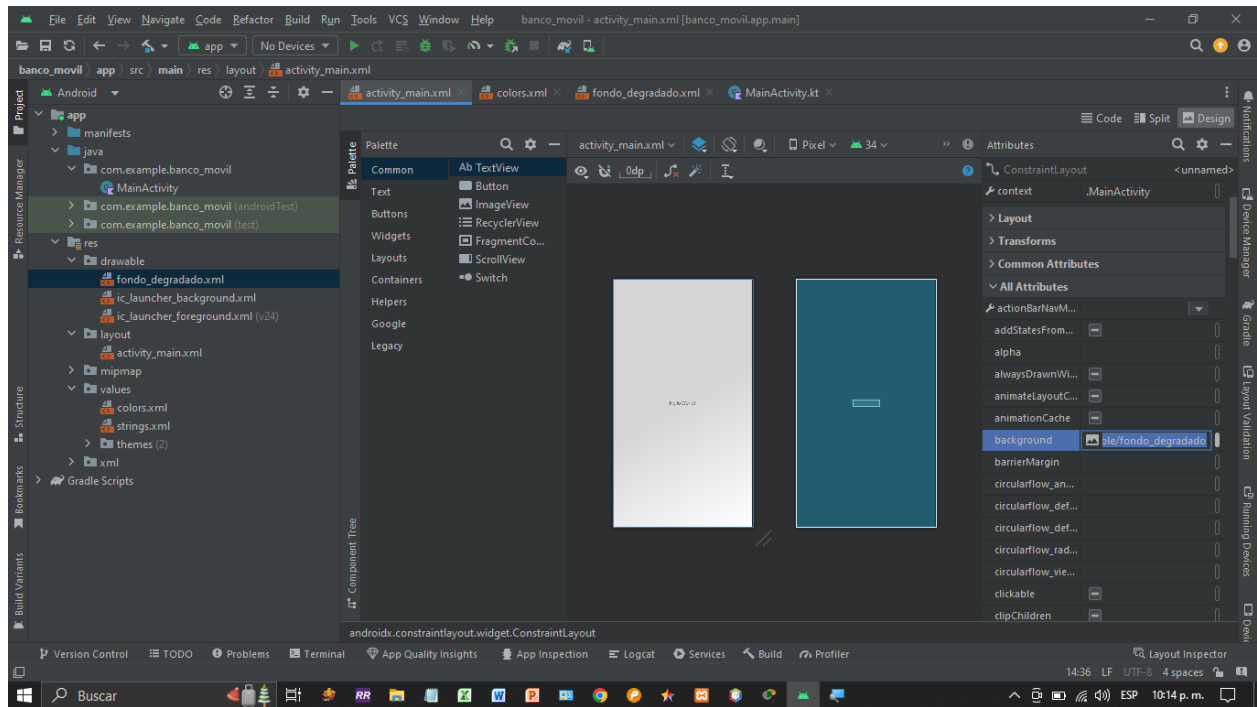 File Edit View Navigate Code Refactor Build Run Tools VCS Window Help banco_movil - activity_main.xml [banco_movil.app.main]
app No Devices
banco_movil app src main res layout activity_main.xml
Android
activity_main.xml colors.xml fondo_degradado.xml MainActivity.kt
Code Split Design
Project
Resource Manager
Structure
Bookmarks
Build Variants
app
manifests
java
com.example.banco_movil
MainActivity
com.example.banco_movil (androidTest)
com.example.banco_movil (test)
res
drawable
fondo_degradado.xml
ic_launcher_background.xml
ic_launcher_foreground.xml (v24)
layout
activity_main.xml
mipmap
values
colors.xml
strings.xml
themes (2)
xml
Gradle Scripts
Palette
Component Tree
Palette
Common
Text
Buttons
Widgets
Layouts
Containers
Helpers
Google
Legacy
Ab TextView
Button
ImageView
RecyclerView
FragmentCo...
ScrollView
Switch
activity_main.xml Pixel 34
0dp
Attributes
ConstraintLayout <unnamed>
context .MainActivity
Layout
Transforms
Common Attributes
All Attributes
actionBarNavM...
addStatesFrom...
alpha
alwaysDrawnWi...
animateLayoutC...
animationCache
background ble/fondo_degradado
barrierMargin
circularflow_an...
circularflow_def...
circularflow_def...
circularflow_rad...
circularflow_vie...
clickable
clipChildren
Notifications
Device Manager
Gradle
Layout Validation
Running Devices
androidx.constraintlayout.widget.ConstraintLayout
Version Control TODO Problems Terminal App Quality Insights App Inspection Logcat Services Build Profiler Layout Inspector
14:36 LF UTF-8 4 spaces
Buscar ESP 10:14 p. m.